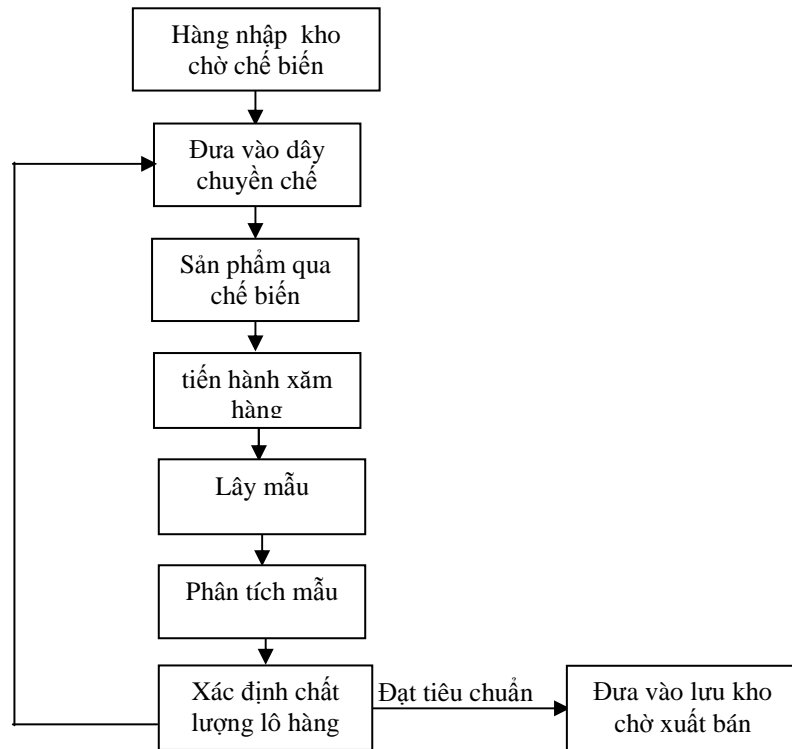 Hàng nhập kho
chờ chế biến
Đưa vào dây
chuyền chế
Sản phẩm qua
chế biến
tiến hành xăm
hàng
Lây mẫu
Phân tích mẫu
Xác định chất
lượng lô hàng
Đạt tiêu chuẩn
Đưa vào lưu kho
chờ xuất bán